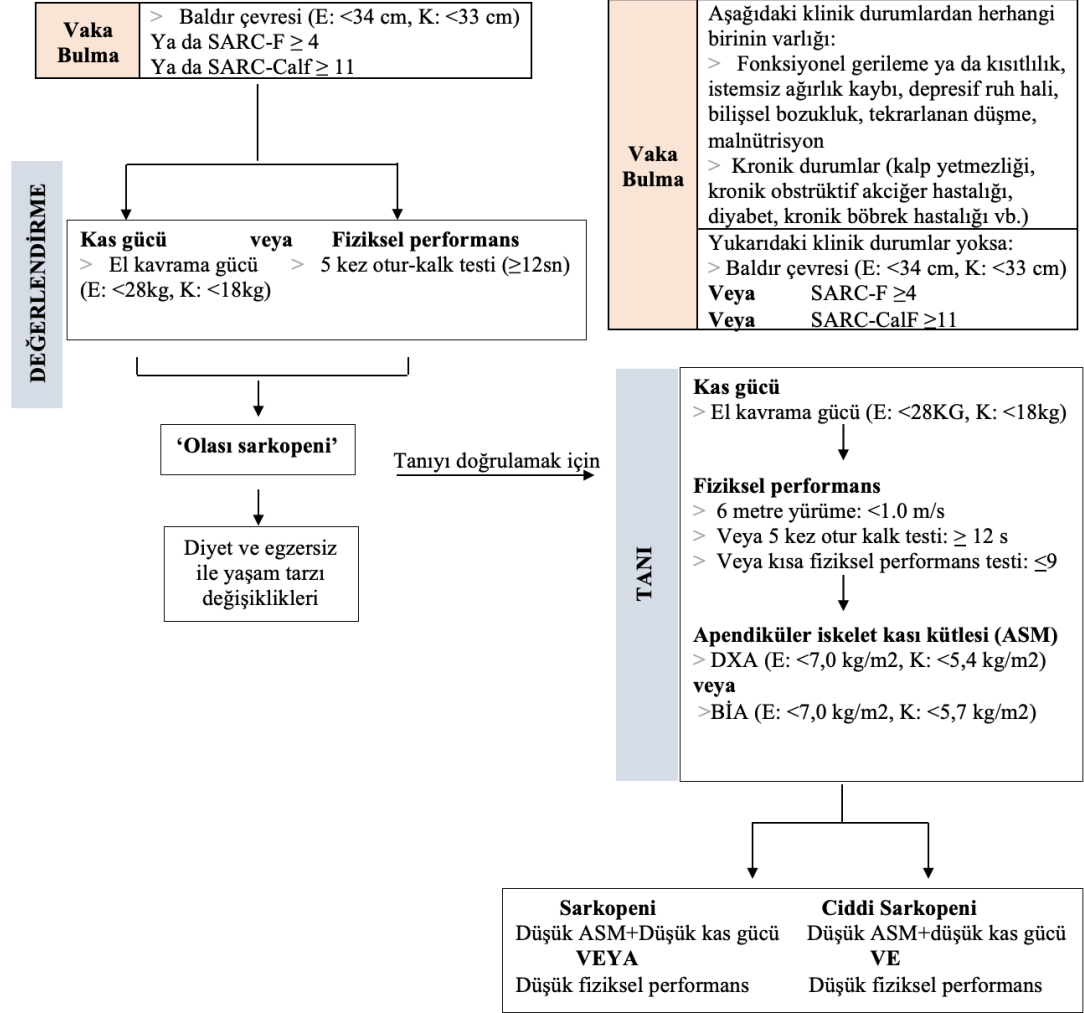 Vaka
Bulma
> Baldır çevresi (E: <34 cm, K: <33 cm)
Ya da SARC-F ≥ 4
Ya da SARC-Calf ≥ 11
DEĞERLENDİRME
Kas gücü veya Fiziksel performans
> El kavrama gücü > 5 kez otur-kalk testi (≥12sn)
(E: <28kg, K: <18kg)
‘Olası sarkopeni’
Diyet ve egzersiz
ile yaşam tarzı
değişiklikleri
Tanıyı doğrulamak için
Vaka
Bulma
Aşağıdaki klinik durumlardan herhangi
birinin varlığı:
> Fonksiyonel gerileme ya da kısıtlılık,
istemsiz ağırlık kaybı, depresif ruh hali,
bilişsel bozukluk, tekrarlanan düşme,
malnütrisyon
> Kronik durumlar (kalp yetmezliği,
kronik obstrüktif akciğer hastalığı,
diyabet, kronik böbrek hastalığı vb.)
Yukarıdaki klinik durumlar yoksa:
> Baldır çevresi (E: <34 cm, K: <33 cm)
Veya SARC-F ≥4
Veya SARC-CalF ≥11
TANI
Kas gücü
> El kavrama gücü (E: <28KG, K: <18kg)
Fiziksel performans
> 6 metre yürüme: <1.0 m/s
> Veya 5 kez otur kalk testi: ≥ 12 s
> Veya kısa fiziksel performans testi: ≤9
Apendiküler iskelet kası kütlesi (ASM)
> DXA (E: <7,0 kg/m2, K: <5,4 kg/m2)
veya
>BİA (E: <7,0 kg/m2, K: <5,7 kg/m2)
Sarkopeni
Düşük ASM+Düşük kas gücü
VEYA
Düşük fiziksel performans
Ciddi Sarkopeni
Düşük ASM+düşük kas gücü
VE
Düşük fiziksel performans